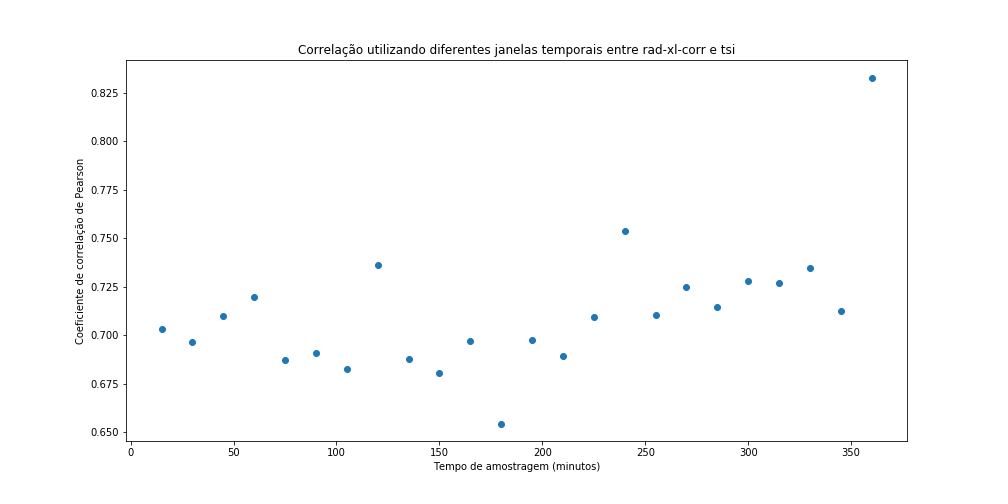 Correlação utilizando diferentes janelas temporais entre rad-xl-corr e tsi
Coeficiente de correlação de Pearson
0.825
0.800
0.775
0.750
0.725
0.700
0.675
0.650
0 50 100 150 200 250 300 350
Tempo de amostragem (minutos)